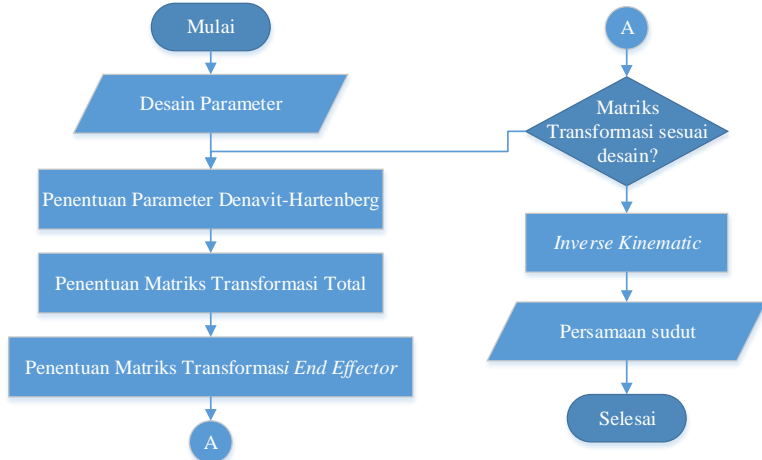 Mulai
Desain Parameter
Penentuan Parameter Denavit-Hartenberg
Penentuan Matriks Transformasi Total
Penentuan Matriks Transformasi End Effector
A
A
Matriks
Transformasi sesuai
desain?
Inverse Kinematic
Persamaan sudut
Selesai